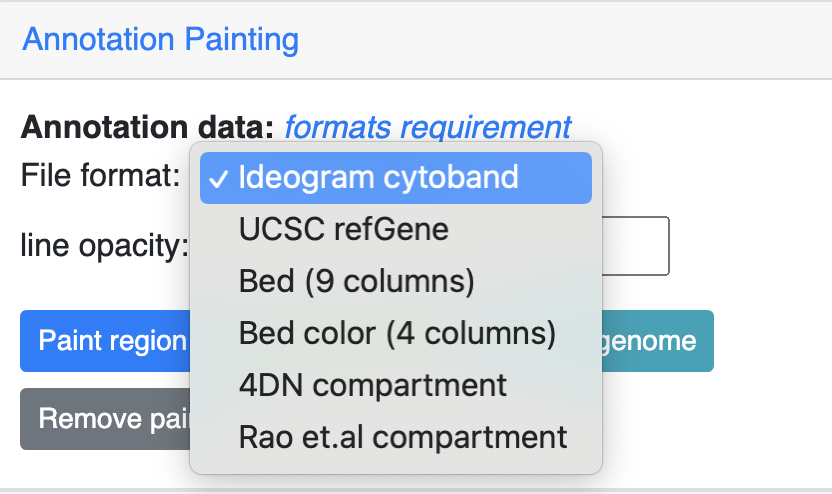 Annotation Painting
Annotation data: formats requirement
File format:
✓ Ideogram cytoband
UCSC refGene
line opacity:
Bed (9 columns)
Bed color (4 columns)
Paint region
genome
4DN compartment
Remove pai
Rao et.al compartment